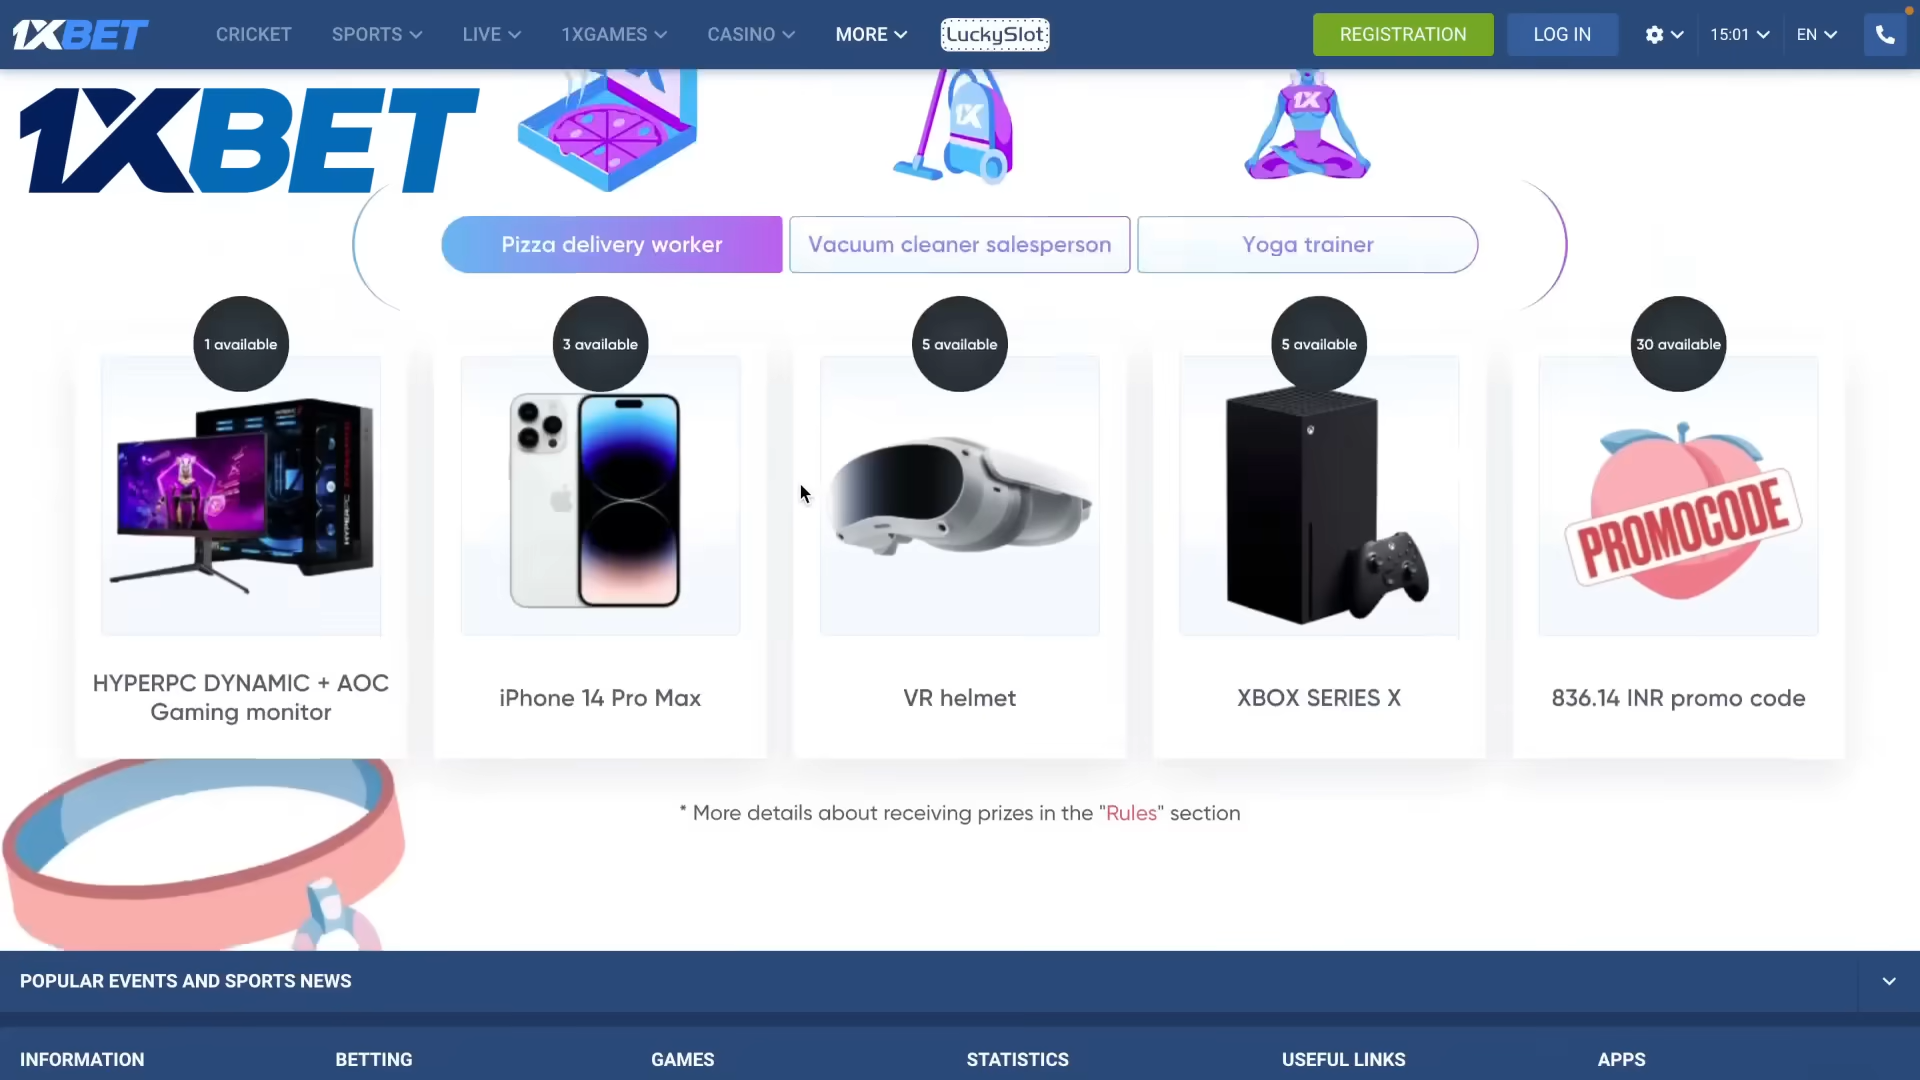 1XBET
CRICKET
SPORTS
LIVE
1XGAMES
CASINO
MORE
LuckySlot
REGISTRATION
LOG IN
15:01
EN
1XBET
1X
1X
Pizza delivery worker
Vacuum cleaner salesperson
Yoga trainer
1 available
3 available
5 available
5 available
30 available
HYPERPC
PROMOCODE
HYPERPC DYNAMIC + AOC
Gaming monitor
iPhone 14 Pro Max
VR helmet
XBOX SERIES X
836.14 INR promo code
* More details about receiving prizes in the "Rules" section
POPULAR EVENTS AND SPORTS NEWS
INFORMATION
BETTING
GAMES
STATISTICS
USEFUL LINKS
APPS